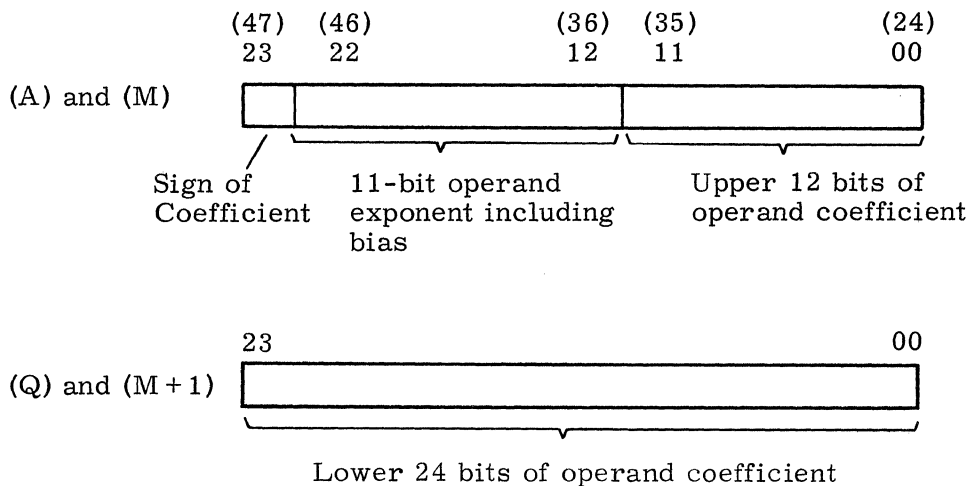 (47) (46) (36) (35) (24)
23 22 12 11 00
(A) and (M)
Sign of Coefficient
11-bit operand exponent including bias
Upper 12 bits of operand coefficient
23 00
(Q) and (M+1)
Lower 24 bits of operand coefficient